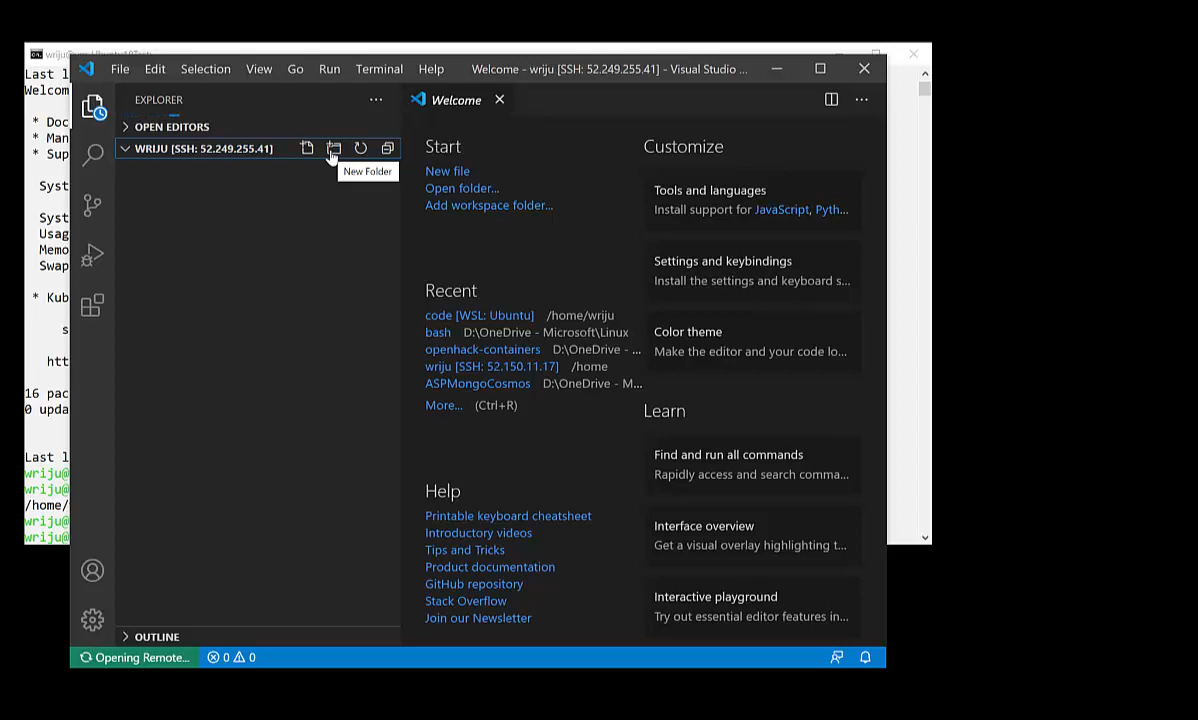 wriju@
Last l
Welcom
* Doc
* Man
* Sup
Syst
Syst
Usag
Memo
Swap
* Kub
s
htt
16 pac
0 upda
Last l
wriju@
wriju@
/home/
wriju@
wriju@
File Edit Selection View Go Run Terminal Help Welcome - wriju [SSH: 52.249.255.41] - Visual Studio ...
EXPLORER
OPEN EDITORS
WRIJU [SSH: 52.249.255.41]
New Folder
OUTLINE
Welcome
Start
New file
Open folder...
Add workspace folder...
Recent
code [WSL: Ubuntu] /home/wriju
bash D:\OneDrive - Microsoft\Linux
openhack-containers D:\OneDrive - ...
wriju [SSH: 52.150.11.17] /home
ASPMongoCosmos D:\OneDrive - M...
More... (Ctrl+R)
Help
Printable keyboard cheatsheet
Introductory videos
Tips and Tricks
Product documentation
GitHub repository
Stack Overflow
Join our Newsletter
Customize
Tools and languages
Install support for JavaScript, Pyth...
Settings and keybindings
Install the settings and keyboard s...
Color theme
Make the editor and your code lo...
Learn
Find and run all commands
Rapidly access and search comma...
Interface overview
Get a visual overlay highlighting t...
Interactive playground
Try out essential editor features in...
Opening Remote... 0 0